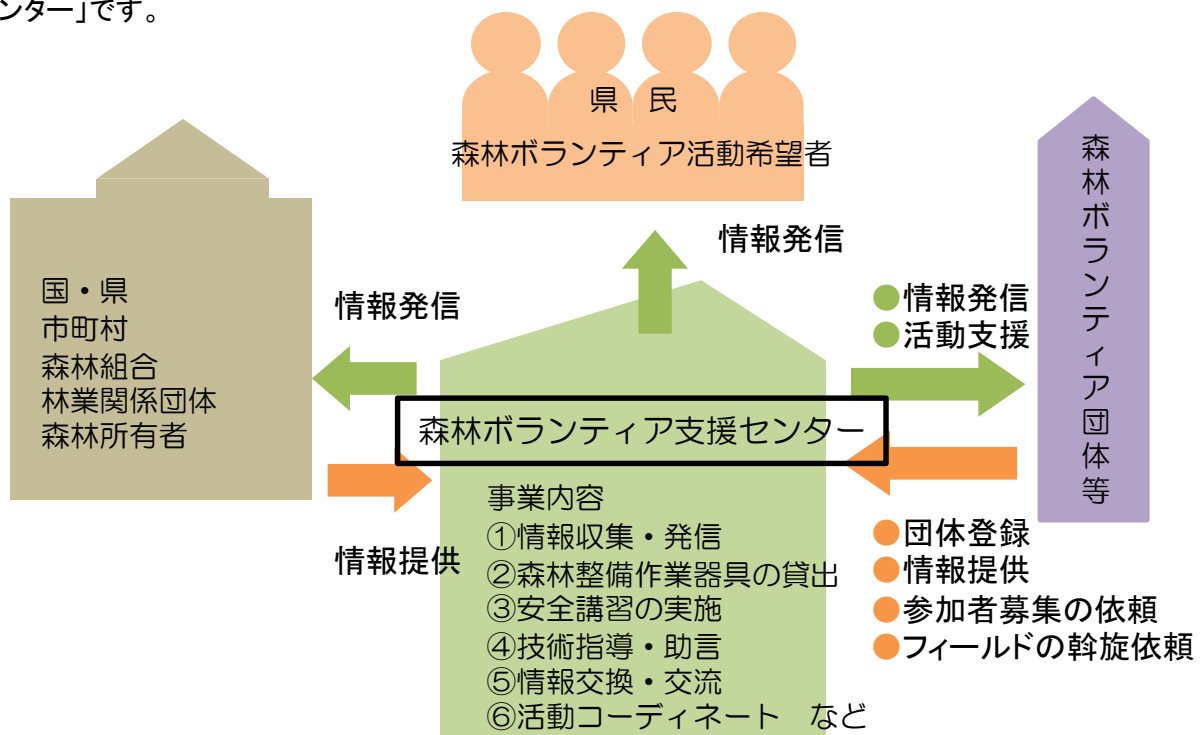 ンター」です。
県　民
森林ボランティア活動希望者
情報発信
国・県
市町村
森林組合
林業関係団体
森林所有者
情報発信
情報提供
森林ボランティア支援センター
事業内容
①情報収集・発信
②森林整備作業器具の貸出
③安全講習の実施
④技術指導・助言
⑤情報交換・交流
⑥活動コーディネート　など
●情報発信
●活動支援
●団体登録
●情報提供
●参加者募集の依頼
●フィールドの斡旋依頼
森林ボランティア団体等